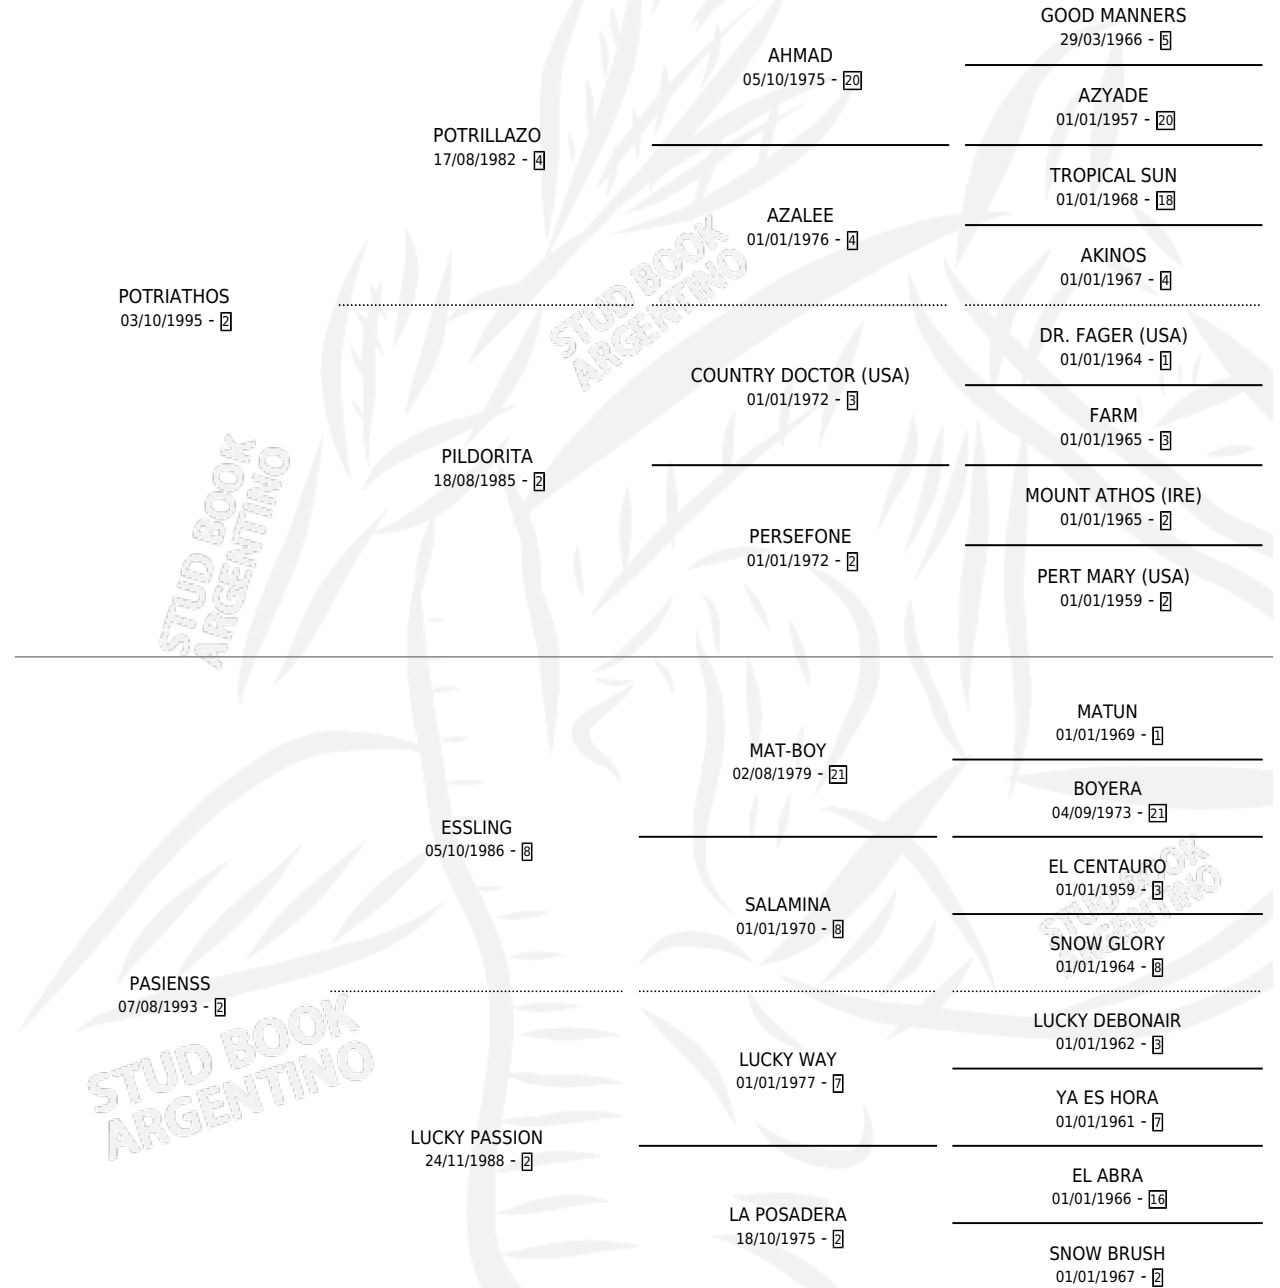 GOOD MANNERS
29/03/1966 - 5
AHMAD
05/10/1975 - 20
AZYADE
01/01/1957 - 20
POTRILLAZO
17/08/1982 - 4
TROPICAL SUN
01/01/1968 - 18
AZALEE
01/01/1976 - 4
AKINOS
01/01/1967 - 4
POTRIATHOS
03/10/1995 - 2
DR. FAGER (USA)
01/01/1964 - 1
COUNTRY DOCTOR (USA)
01/01/1972 - 3
FARM
01/01/1965 - 3
PILDORITA
18/08/1985 - 2
MOUNT ATHOS (IRE)
01/01/1965 - 2
PERSEFONE
01/01/1972 - 2
PERT MARY (USA)
01/01/1959 - 2
MATUN
01/01/1969 - 1
MAT-BOY
02/08/1979 - 21
BOYERA
04/09/1973 - 21
ESSLING
05/10/1986 - 8
EL CENTAURO
01/01/1959 - 3
SALAMINA
01/01/1970 - 8
SNOW GLORY
01/01/1964 - 8
PASIENSS
07/08/1993 - 2
LUCKY DEBONAIR
01/01/1962 - 3
LUCKY WAY
01/01/1977 - 7
YA ES HORA
01/01/1961 - 7
LUCKY PASSION
24/11/1988 - 2
EL ABRA
01/01/1966 - 16
LA POSADERA
18/10/1975 - 2
SNOW BRUSH
01/01/1967 - 2
STUD BOOK
ARGENTINO
STUD BOOK
ARGENTINO
STUD BOOK
ARGENTINO
STUD BOOK
ARGENTINO